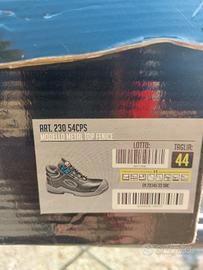 ART. 230 54CPS
MODELLO METAL TOP FENICE
LOTTO:
TAGLIA:
44